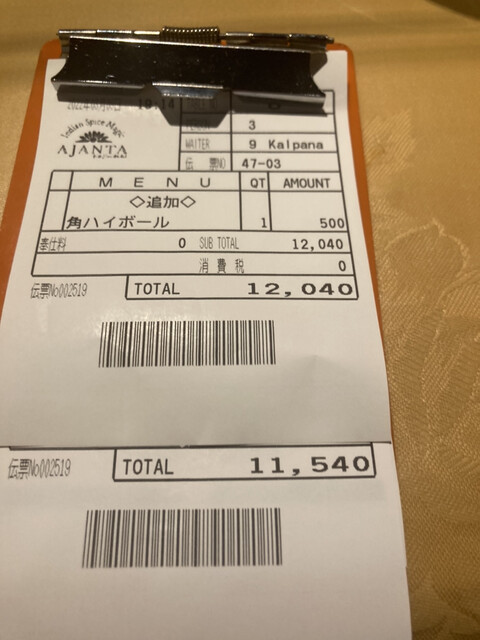 19:14
Indian Spice Magic
AJANTA
3
WAITER 9 Kalpana
伝票NO 47-03
MENU QT AMOUNT
◇追加◇
角ハイボール 1 500
奉仕料 0 SUB TOTAL 12,040
消費税 0
伝票No002519 TOTAL 12,040
伝票No002519 TOTAL 11,540